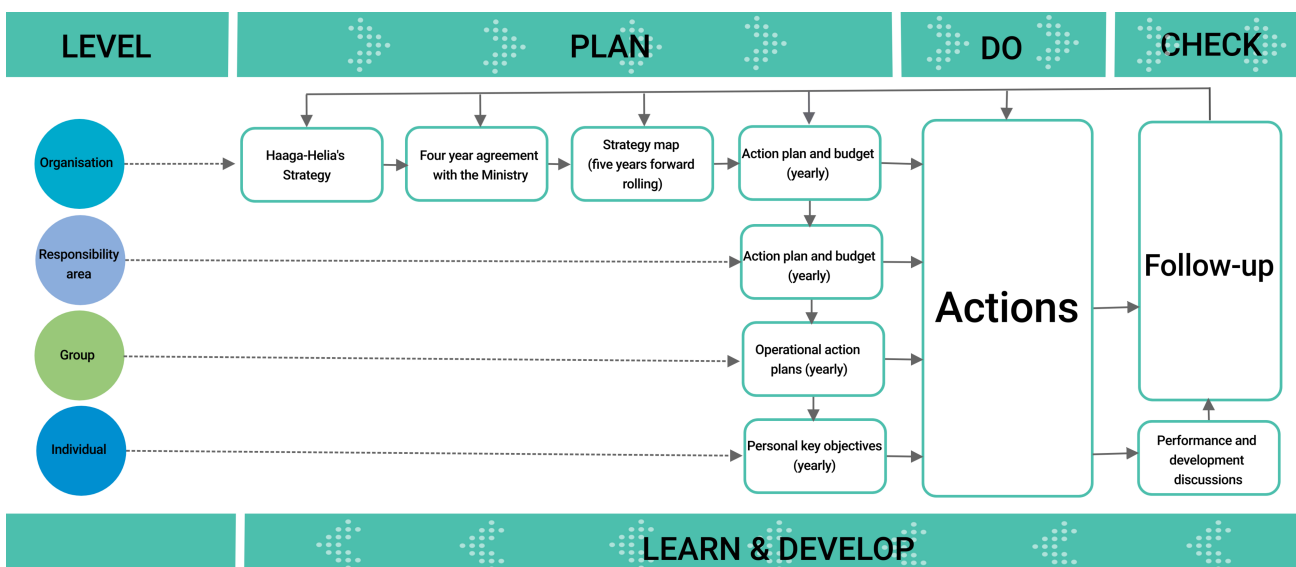 LEVEL
PLAN
DO
CHECK
Organisation
Haaga-Helia's
Strategy
Four year agreement
with the Ministry
Strategy map
(five years forward
rolling)
Action plan and budget
(yearly)
Responsibility
area
Action plan and budget
(yearly)
Group
Operational action
plans (yearly)
Individual
Personal key objectives
(yearly)
Actions
Follow-up
Performance and
development
discussions
LEARN & DEVELOP